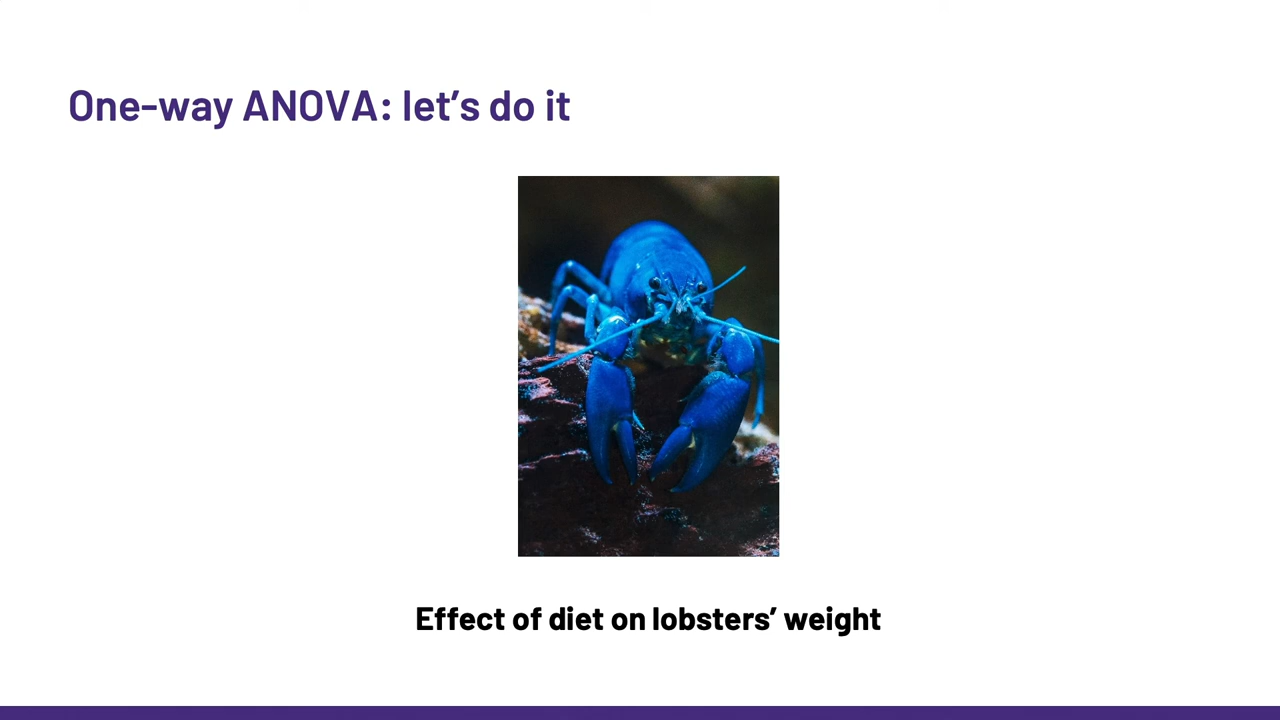 One-way ANOVA: let’s do it
Effect of diet on lobsters’ weight